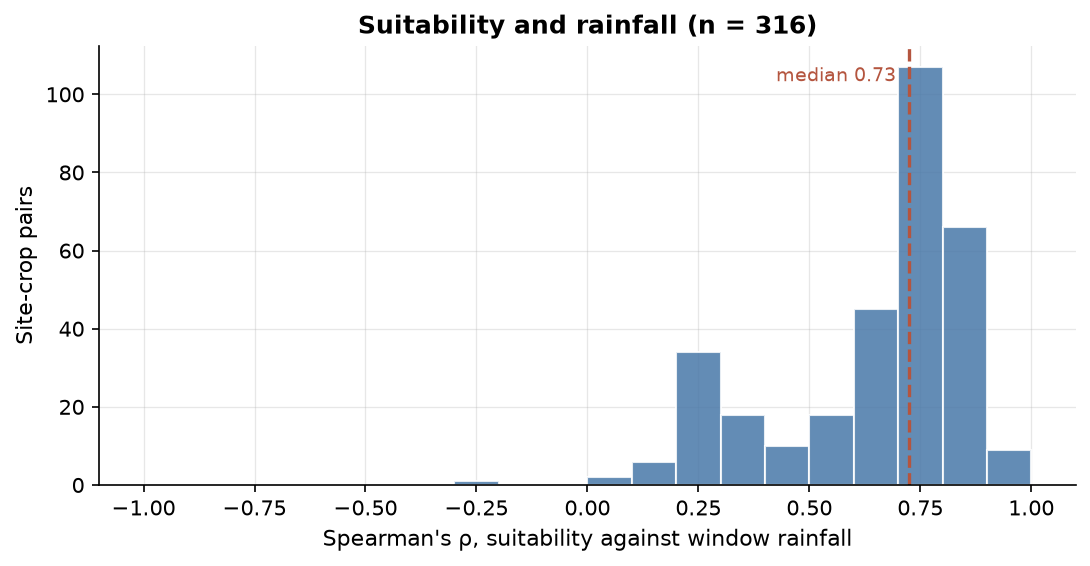 Suitability and rainfall (n = 316)
median 0.73
Site-crop pairs
100
80
60
40
20
0
−1.00 −0.75 −0.50 −0.25 0.00 0.25 0.50 0.75 1.00
Spearman's ρ, suitability against window rainfall